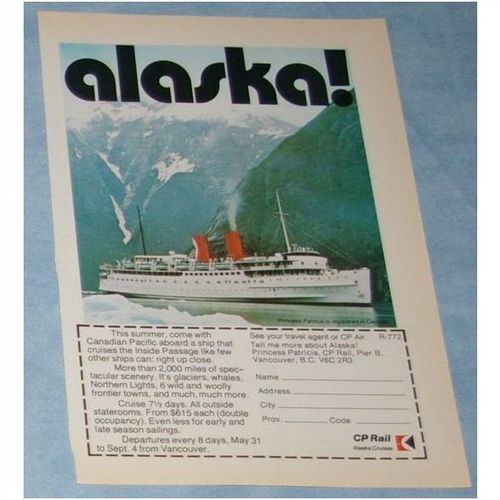 alaska!
Princess Patricia is registered in Canada
This summer, come with
Canadian Pacific aboard a ship that
cruises the Inside Passage like few
other ships can: right up close.
More than 2,000 miles of spec-
tacular scenery. It's glaciers, whales,
Northern Lights, 6 wild and woolly
frontier towns, and much, much more.
Cruise 7½ days. All outside
staterooms. From $615 each (double
occupancy). Even less for early and
late season sailings.
Departures every 8 days, May 31
to Sept. 4 from Vancouver.
See your travel agent or CP Air. R-772
Tell me more about Alaska!
Princess Patricia, CP Rail, Pier B,
Vancouver, B.C. V6C 2R3
Name
Address
City
Prov. Code
CP Rail
Alaska Cruises